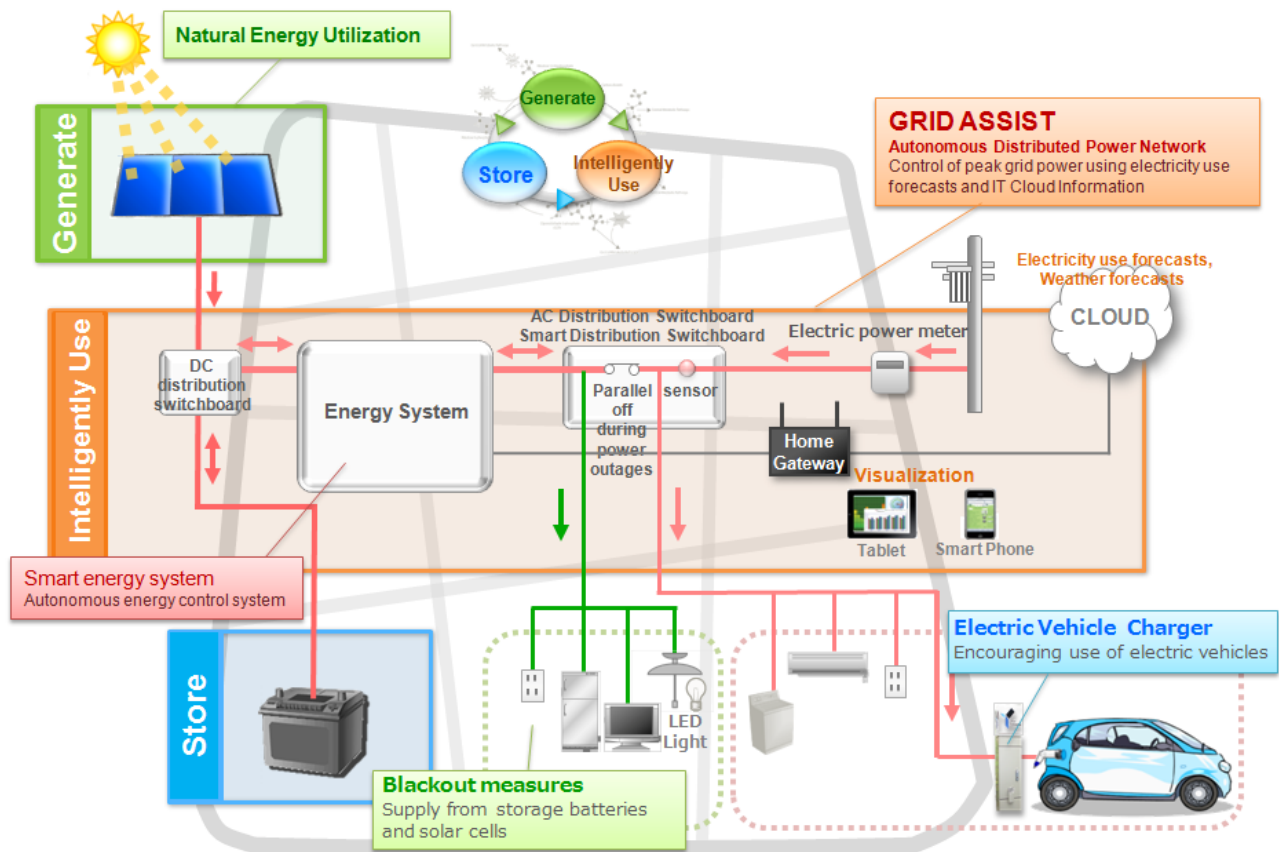 Natural Energy Utilization
Generate
Generate
Store
Intelligently
Use
GRID ASSIST
Autonomous Distributed Power Network
Control of peak grid power using electricity use
forecasts and IT Cloud Information
Electricity use forecasts,
Weather forecasts
CLOUD
Intelligently Use
AC Distribution Switchboard
Smart Distribution Switchboard
Electric power meter
DC
distribution
switchboard
Energy System
Parallel
off
during
power
outages
sensor
Home
Gateway
Visualization
Tablet
Smart Phone
Smart energy system
Autonomous energy control system
Store
LED
Light
Electric Vehicle Charger
Encouraging use of electric vehicles
Blackout measures
Supply from storage batteries
and solar cells